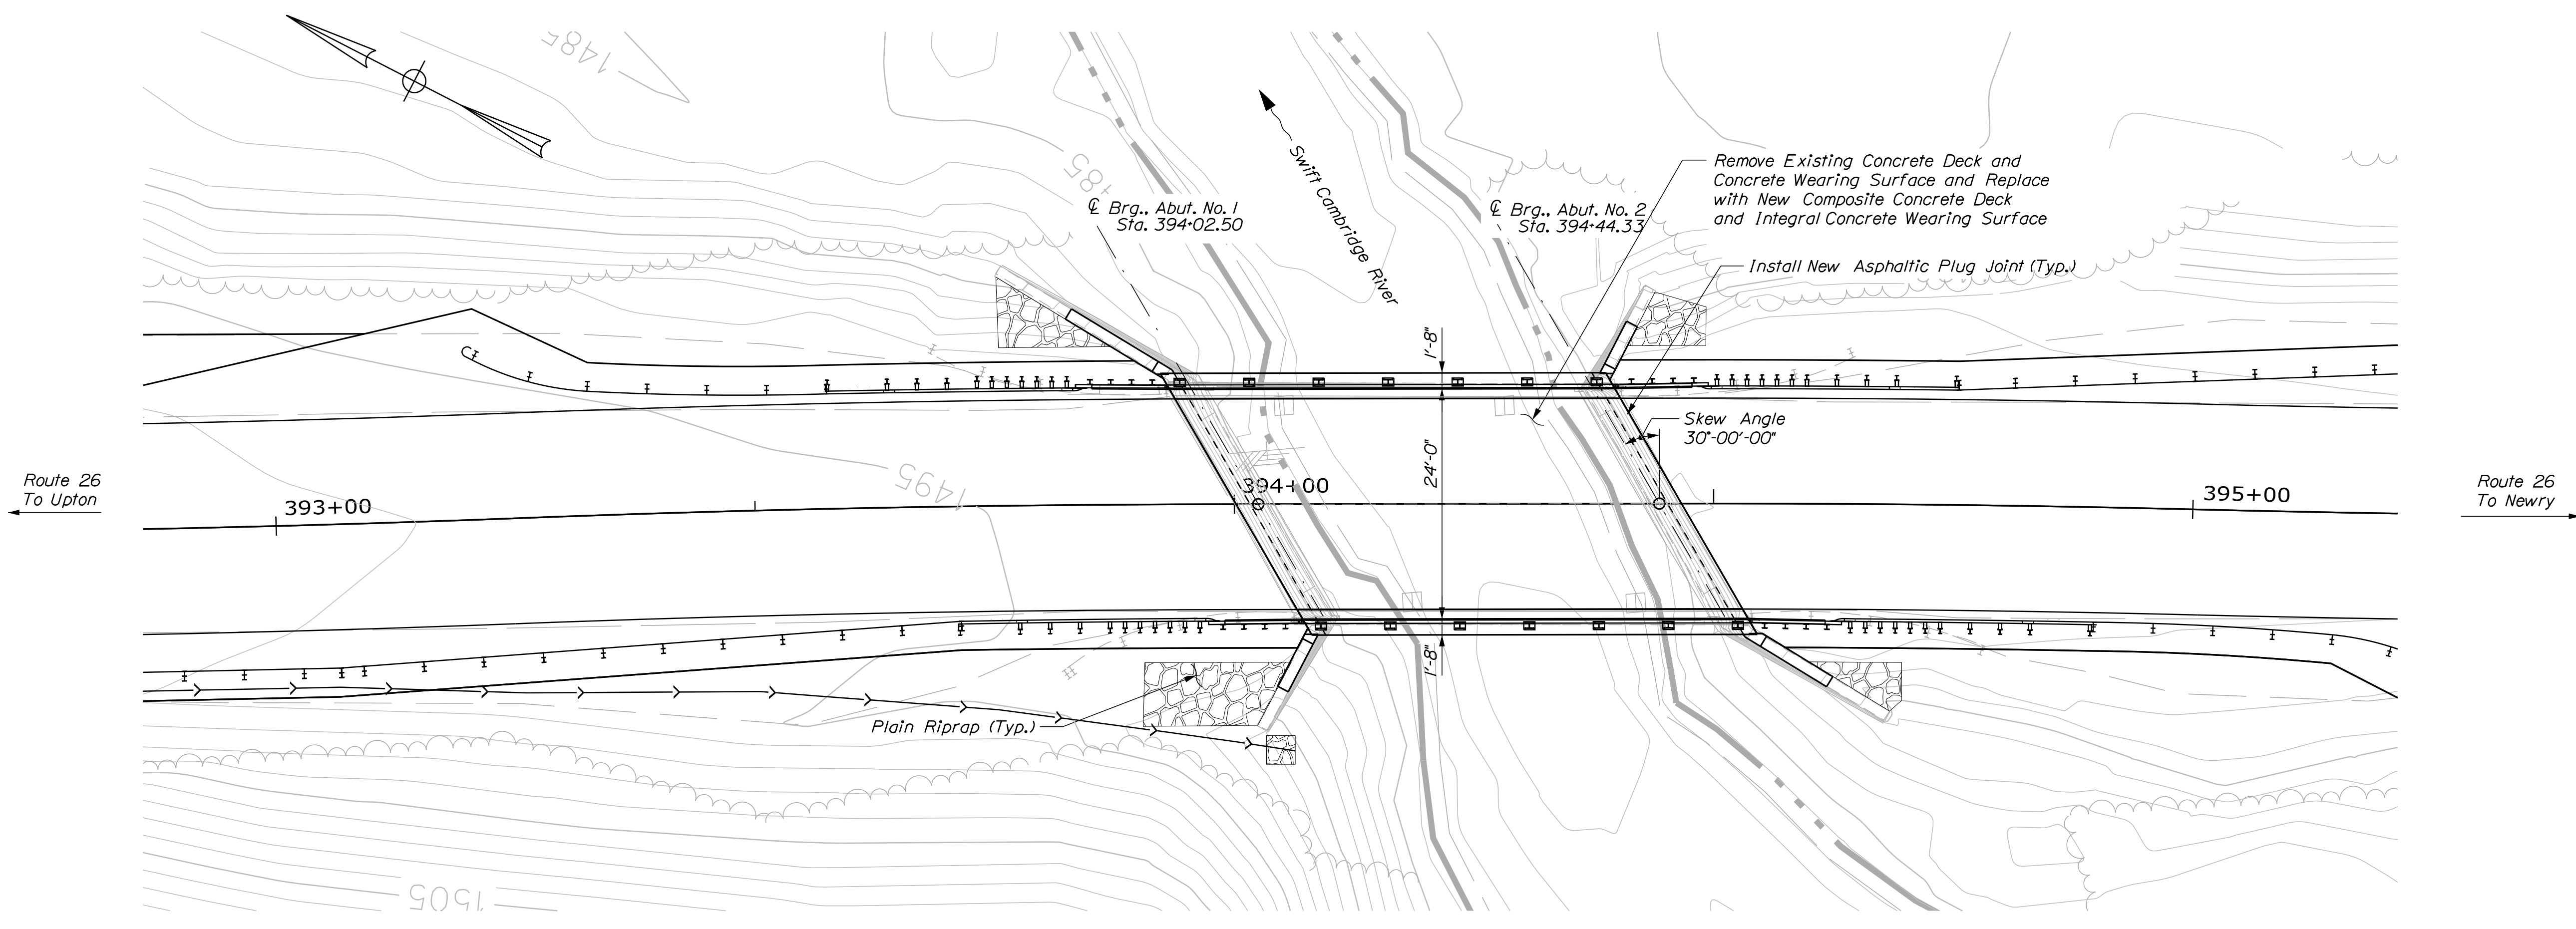 1485
1485
℄ Brg., Abut. No. 1
Sta. 394+02.50
Swift Cambridge River
℄ Brg., Abut. No. 2
Sta. 394+44.33
Remove Existing Concrete Deck and
Concrete Wearing Surface and Replace
with New Composite Concrete Deck
and Integral Concrete Wearing Surface
Install New Asphaltic Plug Joint (Typ.)
1'-8"
Skew Angle
30°-00'-00"
24'-0"
Route 26
To Upton
393+00
1495
394+00
395+00
Route 26
To Newry
1'-8"
Plain Riprap (Typ.)
1505